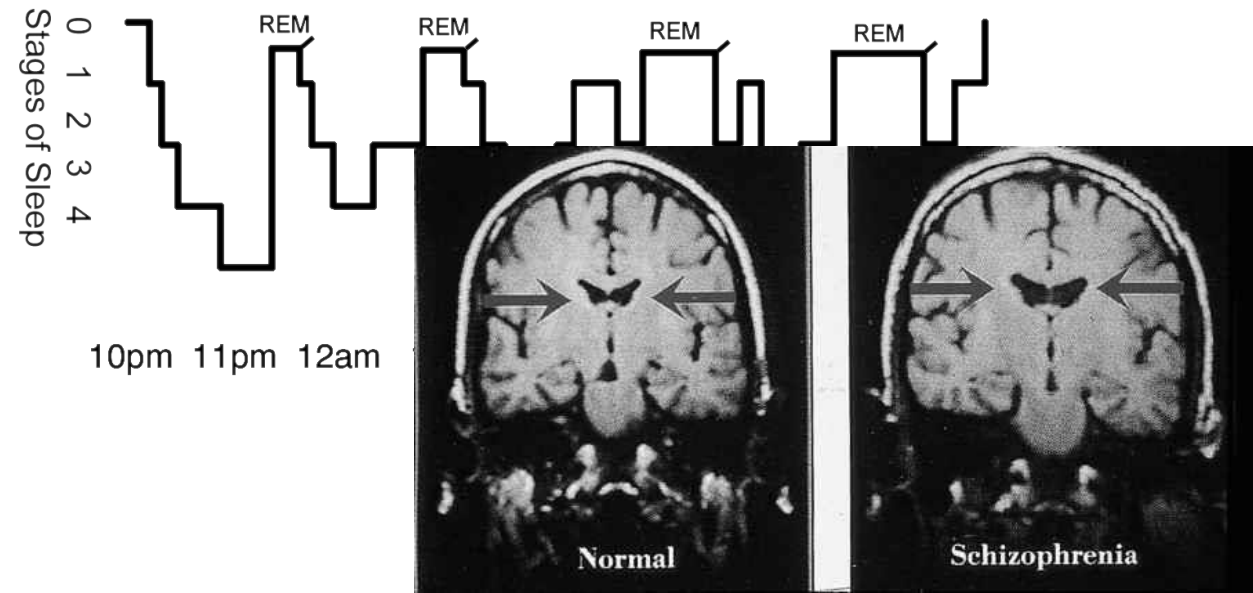 Stages of Sleep
0
1
2
3
4
REM
REM
REM
REM
10pm 11pm 12am
Normal
Schizophrenia